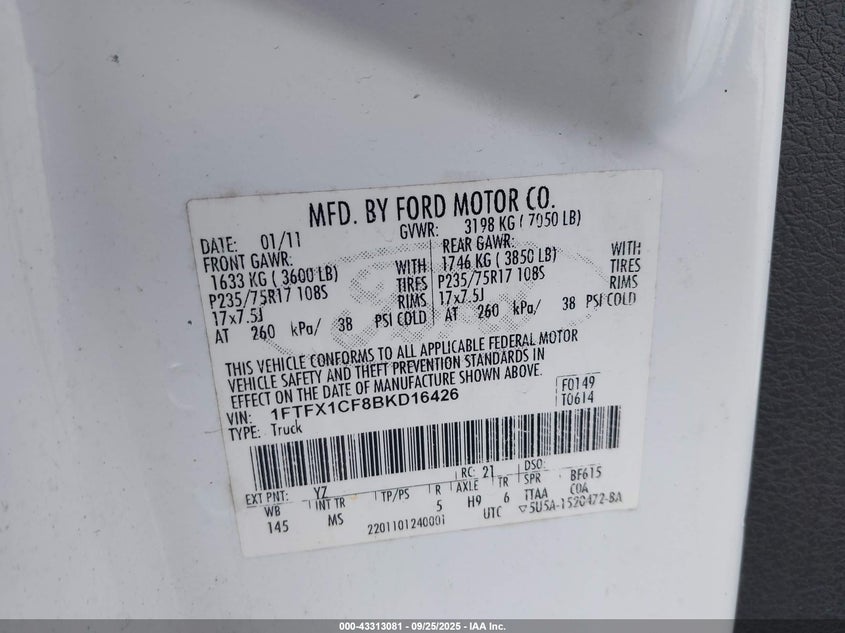 MFD. BY FORD MOTOR CO.
DATE: 01/11 GVWR: 3198 KG ( 7050 LB)
FRONT GAWR: REAR GAWR:
1633 KG ( 3600 LB) WITH 1746 KG ( 3850 LB) WITH
P235/75R17 108S TIRES P235/75R17 108S TIRES
17x7.5J RIMS 17x7.5J RIMS
AT 260 kPa/ 38 PSI COLD AT 260 kPa/ 38 PSI COLD
THIS VEHICLE CONFORMS TO ALL APPLICABLE FEDERAL MOTOR
VEHICLE SAFETY AND THEFT PREVENTION STANDARDS IN
EFFECT ON THE DATE OF MANUFACTURE SHOWN ABOVE.
VIN: 1FTFX1CF8BKD16426 F0149
TYPE: Truck T0614
EXT PNT: YZ RC: 21 DSO:
WB INT TR TP/PS R AXLE TR SPR BF615
145 MS 5 H9 6 TTAA COA
2201101240001 UTC ▽5U5A-1520472-BA
000-43313081 - 09/25/2025 - IAA Inc.